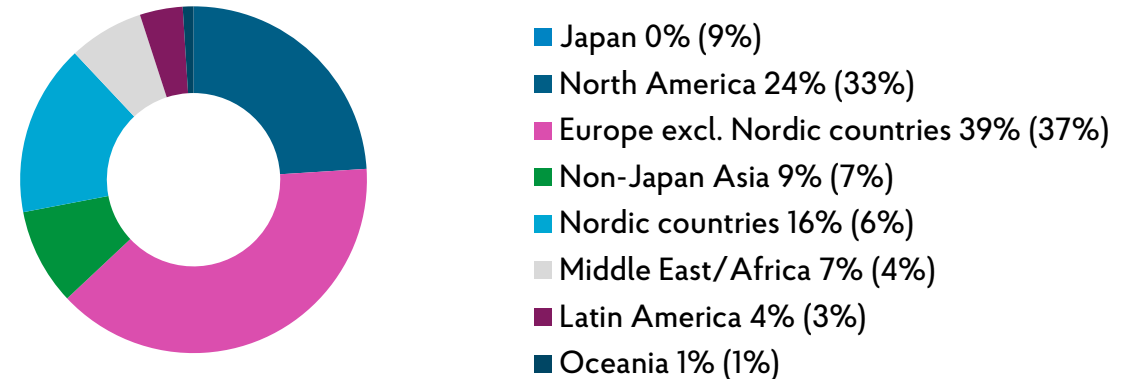 Japan 0% (9%)
North America 24% (33%)
Europe excl. Nordic countries 39% (37%)
Non-Japan Asia 9% (7%)
Nordic countries 16% (6%)
Middle East/Africa 7% (4%)
Latin America 4% (3%)
Oceania 1% (1%)